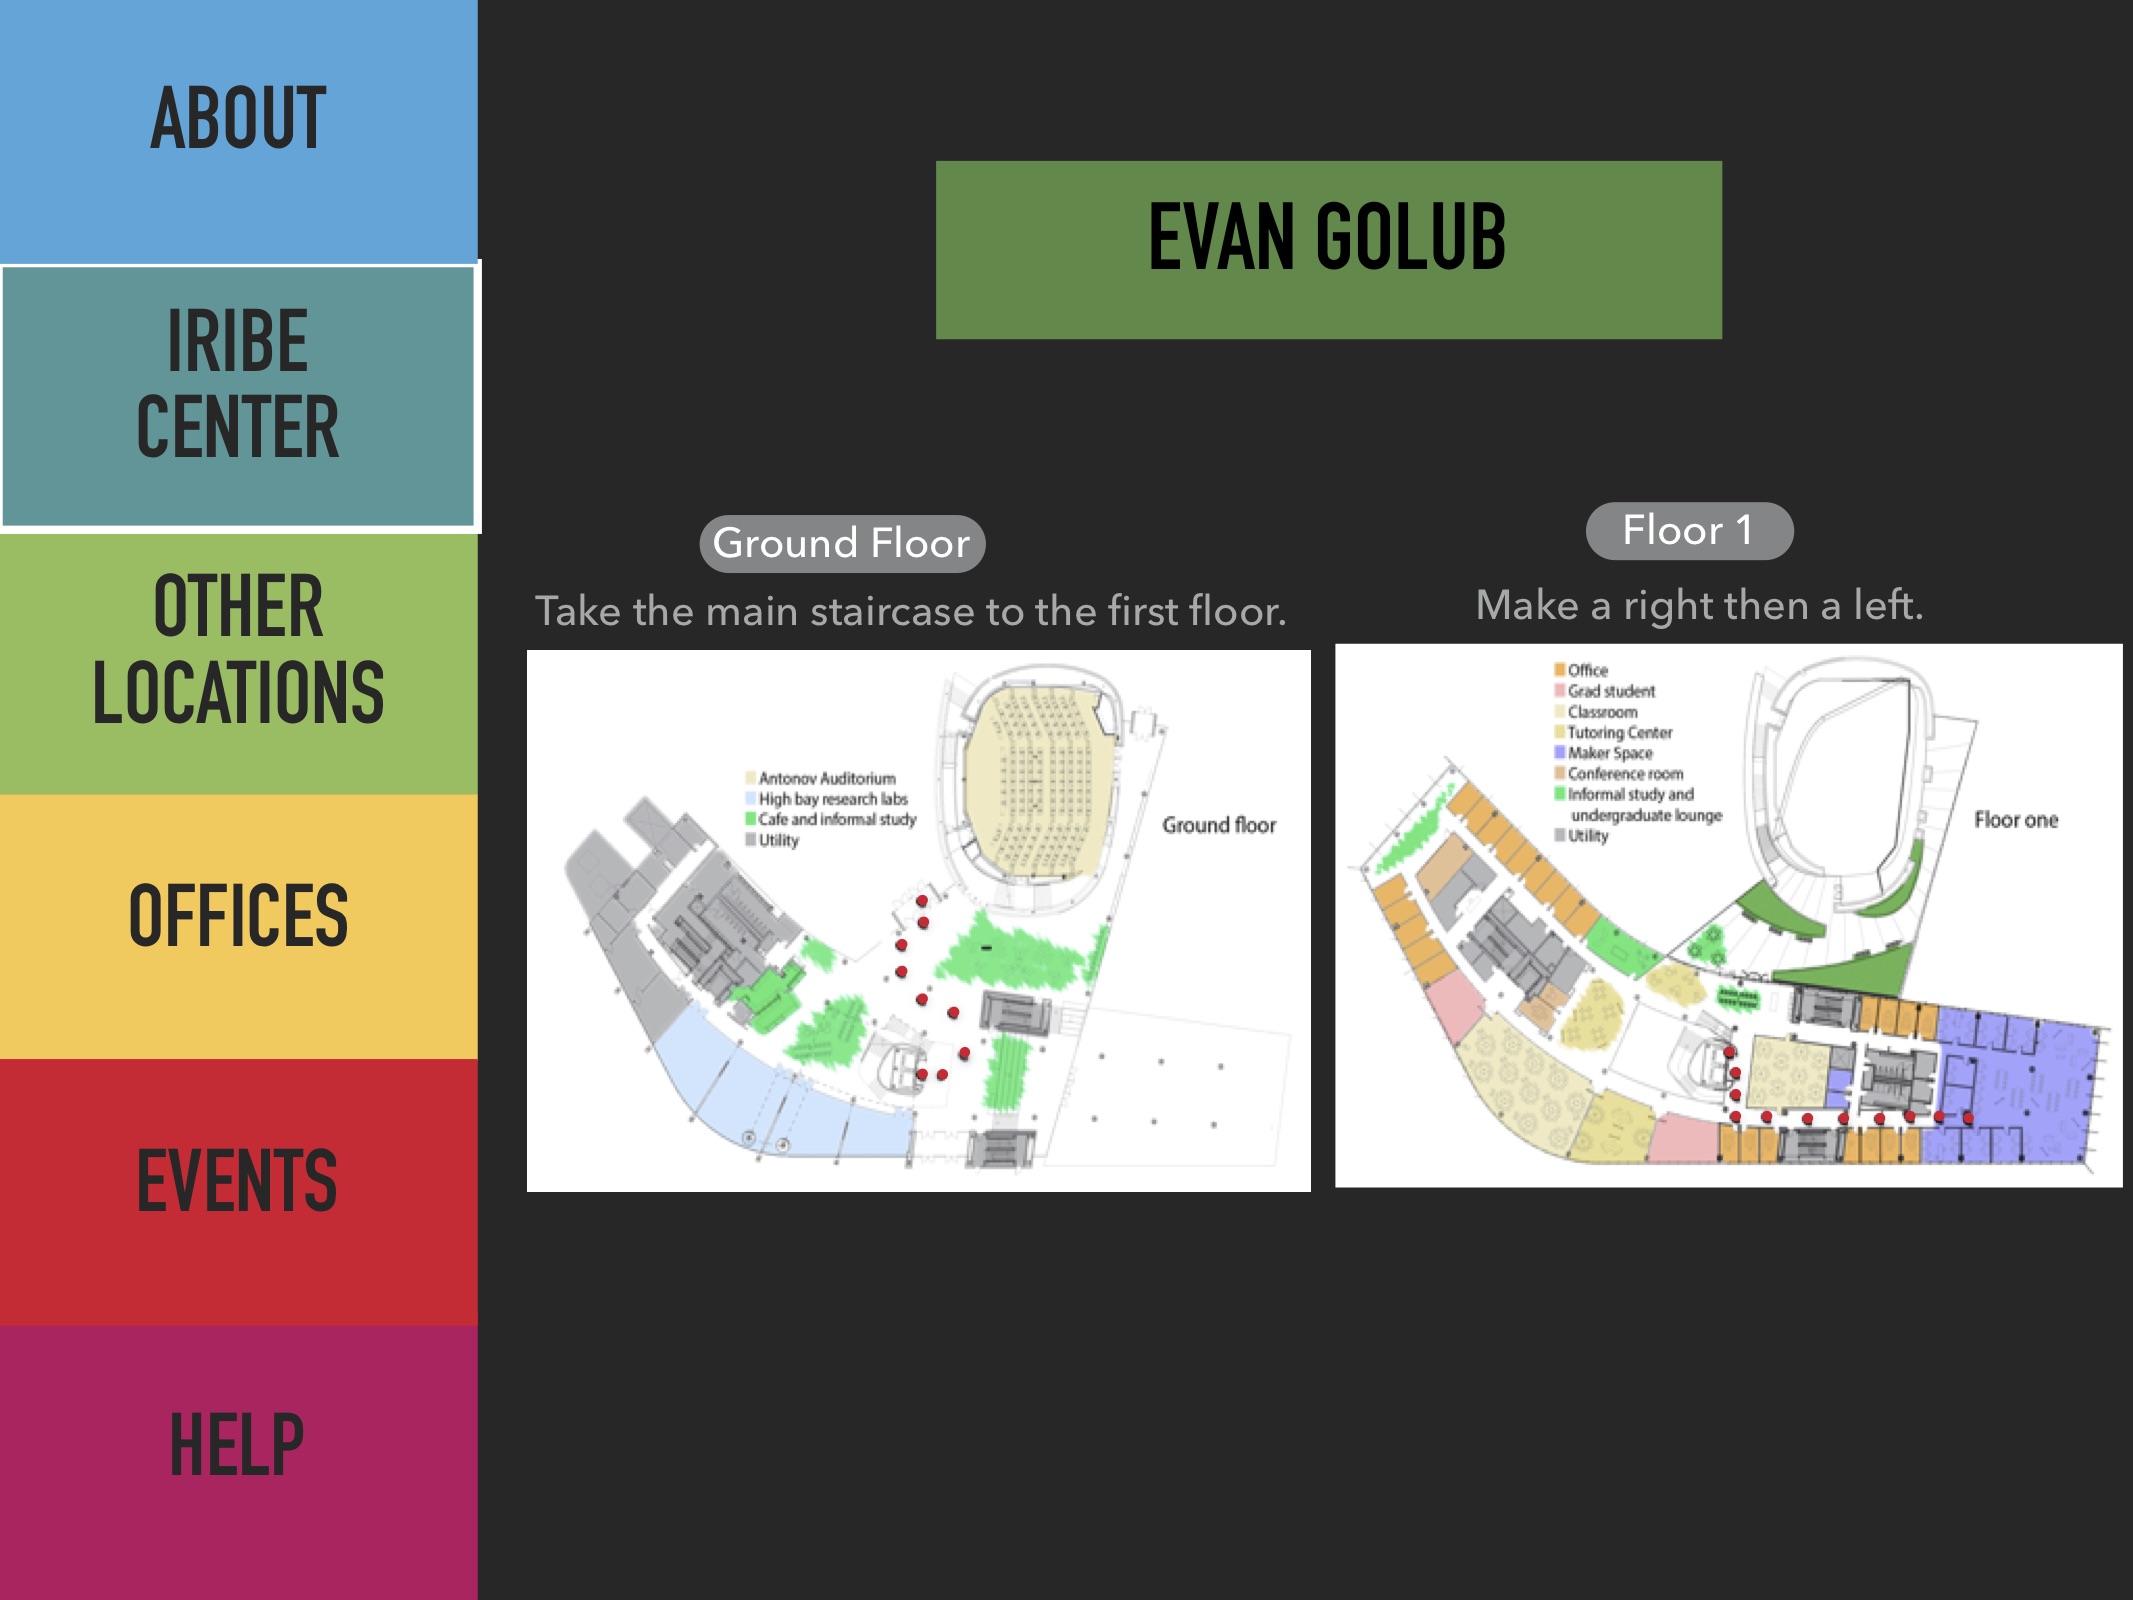 ABOUT
IRIBE
CENTER
OTHER
LOCATIONS
OFFICES
EVENTS
HELP
EVAN GOLUB
Ground Floor
Take the main staircase to the first floor.
Antonov Auditorium
High bay research labs
Cafe and informal study
Utility
Ground floor
Floor 1
Make a right then a left.
Office
Grad student
Classroom
Tutoring Center
Maker Space
Conference room
Informal study and
undergraduate lounge
Utility
Floor one